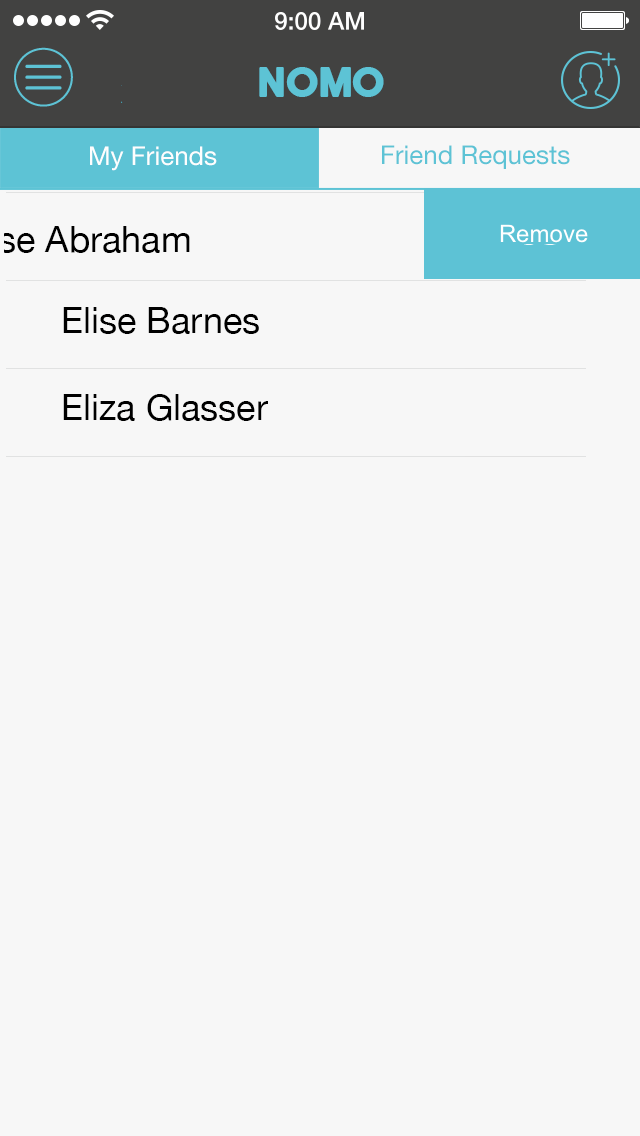 9:00 AM
NOMO
My Friends
Friend Requests
se Abraham
Remove
Elise Barnes
Eliza Glasser